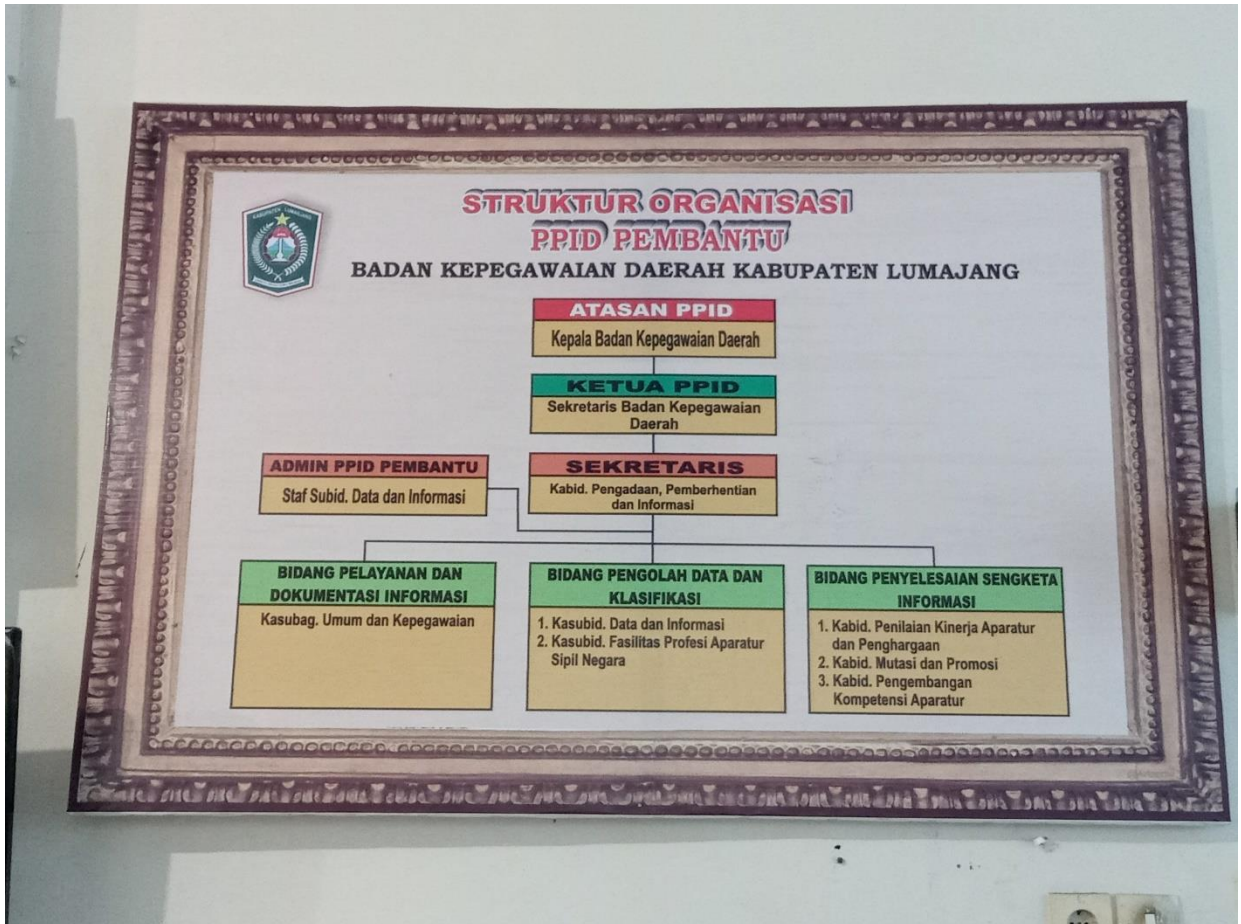 KABUPATEN LUMAJANG
STRUKTUR ORGANISASI
PPID PEMBANTU
BADAN KEPEGAWAIAN DAERAH KABUPATEN LUMAJANG
ATASAN PPID
Kepala Badan Kepegawaian Daerah
KETUA PPID
Sekretaris Badan Kepegawaian
Daerah
ADMIN PPID PEMBANTU
Staf Subid. Data dan Informasi
SEKRETARIS
Kabid. Pengadaan, Pemberhentian
dan Informasi
BIDANG PELAYANAN DAN
DOKUMENTASI INFORMASI
Kasubag. Umum dan Kepegawaian
BIDANG PENGOLAH DATA DAN
KLASIFIKASI
1. Kasubid. Data dan Informasi
2. Kasubid. Fasilitas Profesi Aparatur
Sipil Negara
BIDANG PENYELESAIAN SENGKETA
INFORMASI
1. Kabid. Penilaian Kinerja Aparatur
dan Penghargaan
2. Kabid. Mutasi dan Promosi
3. Kabid. Pengembangan
Kompetensi Aparatur